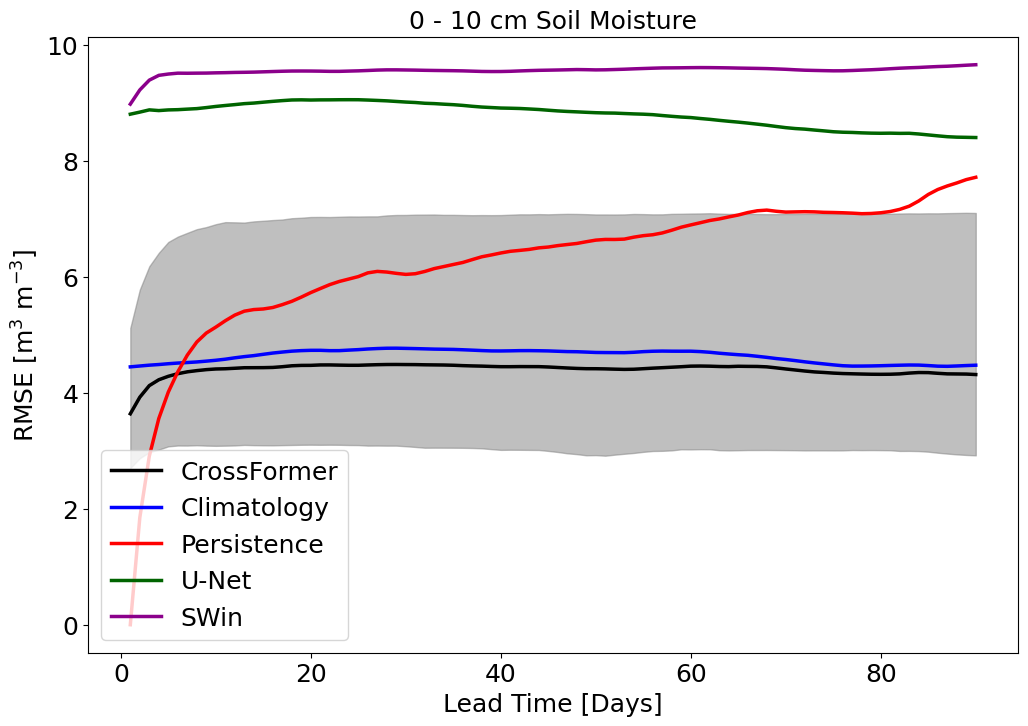 0 - 10 cm Soil Moisture
RMSE [m³ m⁻³]
10
8
6
4
2
0
CrossFormer
Climatology
Persistence
U-Net
SWin
0 20 40 60 80
Lead Time [Days]